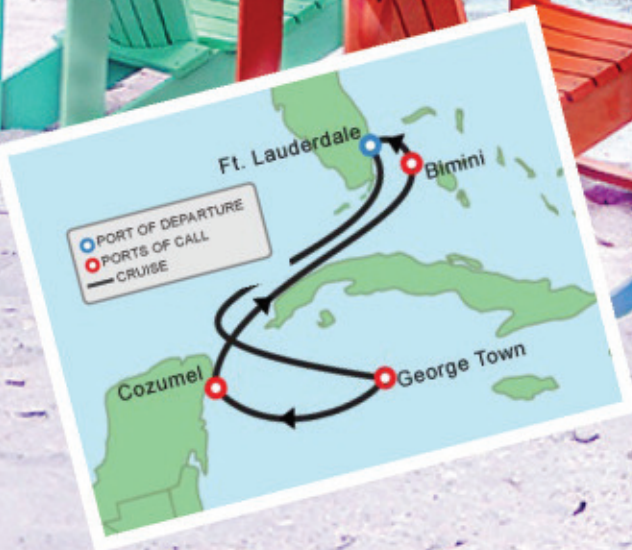 Ft. Lauderdale
Bimini
PORT OF DEPARTURE
PORTS OF CALL
CRUISE
Cozumel
George Town